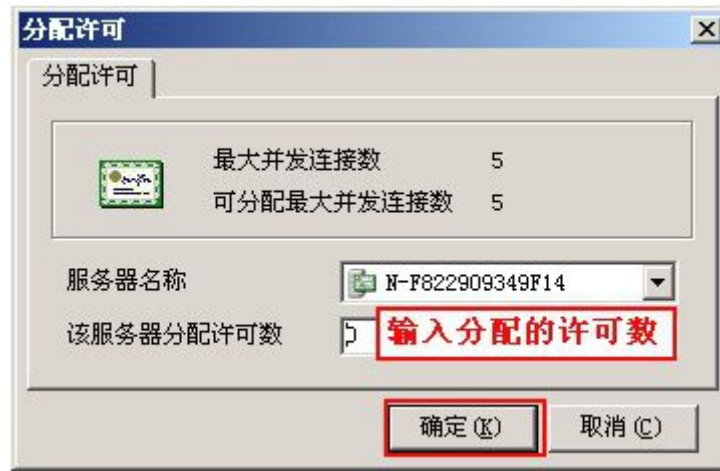 分配许可
分配许可
最大并发连接数 5
可分配最大并发连接数 5
服务器名称 N-F822909349F14
该服务器分配许可数 输入分配的许可数
确定(K) 取消(C)